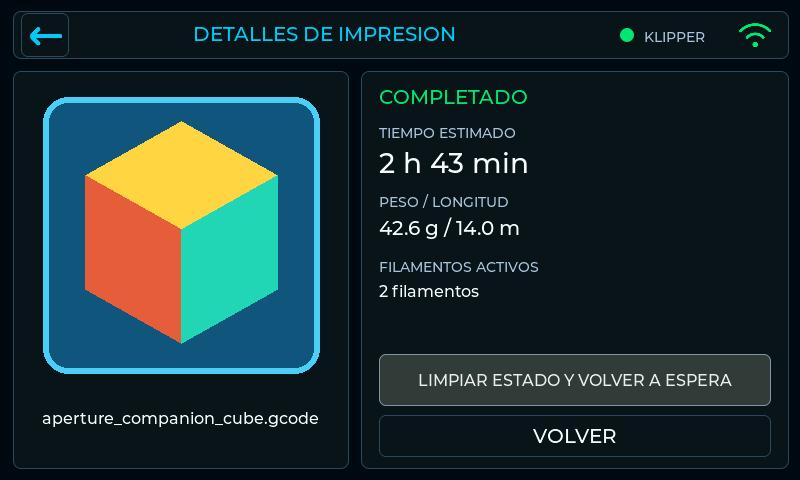 DETALLES DE IMPRESION
KLIPPER
aperture_companion_cube.gcode
COMPLETADO
TIEMPO ESTIMADO
2 h 43 min
PESO / LONGITUD
42.6 g / 14.0 m
FILAMENTOS ACTIVOS
2 filamentos
LIMPIAR ESTADO Y VOLVER A ESPERA
VOLVER